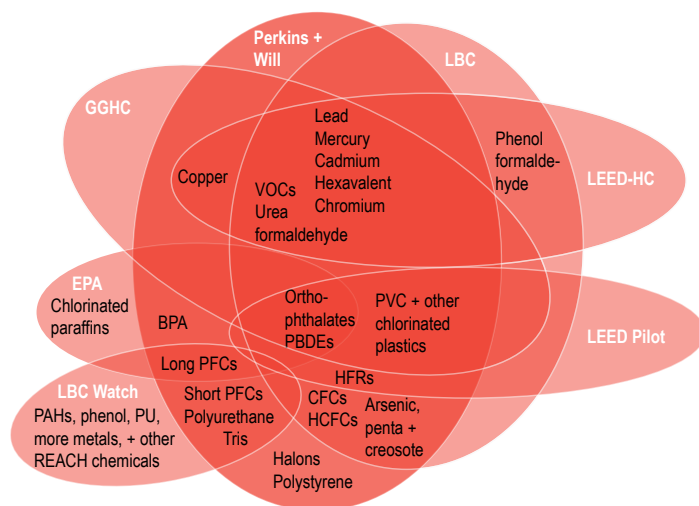 Perkins +
Will
LBC
GGHC
Lead
Mercury
Cadmium
Hexavalent
Chromium
Phenol
formalde-
hyde
LEED-HC
Copper
VOCs
Urea
formaldehyde
EPA
Chlorinated
paraffins
BPA
Ortho-
phthalates
PBDEs
PVC + other
chlorinated
plastics
LEED Pilot
Long PFCs
HFRs
LBC Watch
PAHs, phenol, PU,
more metals, + other
REACH chemicals
Short PFCs
Polyurethane
Tris
CFCs
HCFCs
Arsenic,
penta +
creosote
Halons
Polystyrene